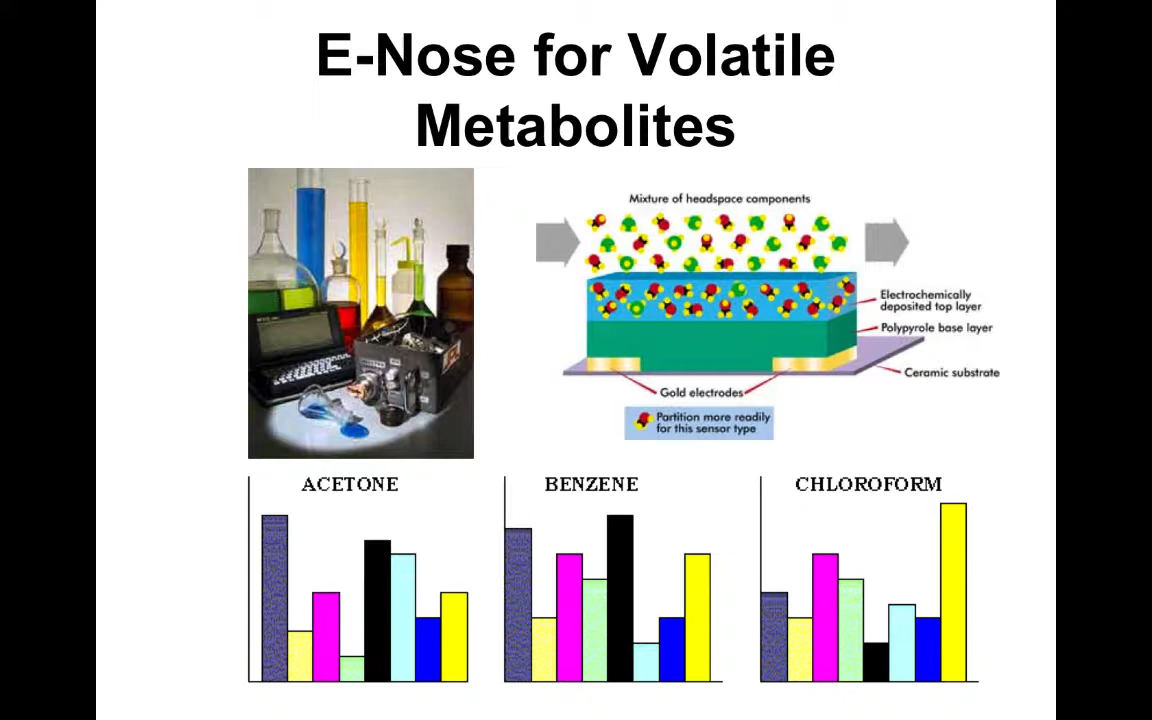 E-Nose for Volatile
Metabolites
Mixture of headspace components
Electrochemically
deposited top layer
Polypyrole base layer
Ceramic substrate
Gold electrodes
Partition more readily
for this sensor type
ACETONE
BENZENE
CHLOROFORM